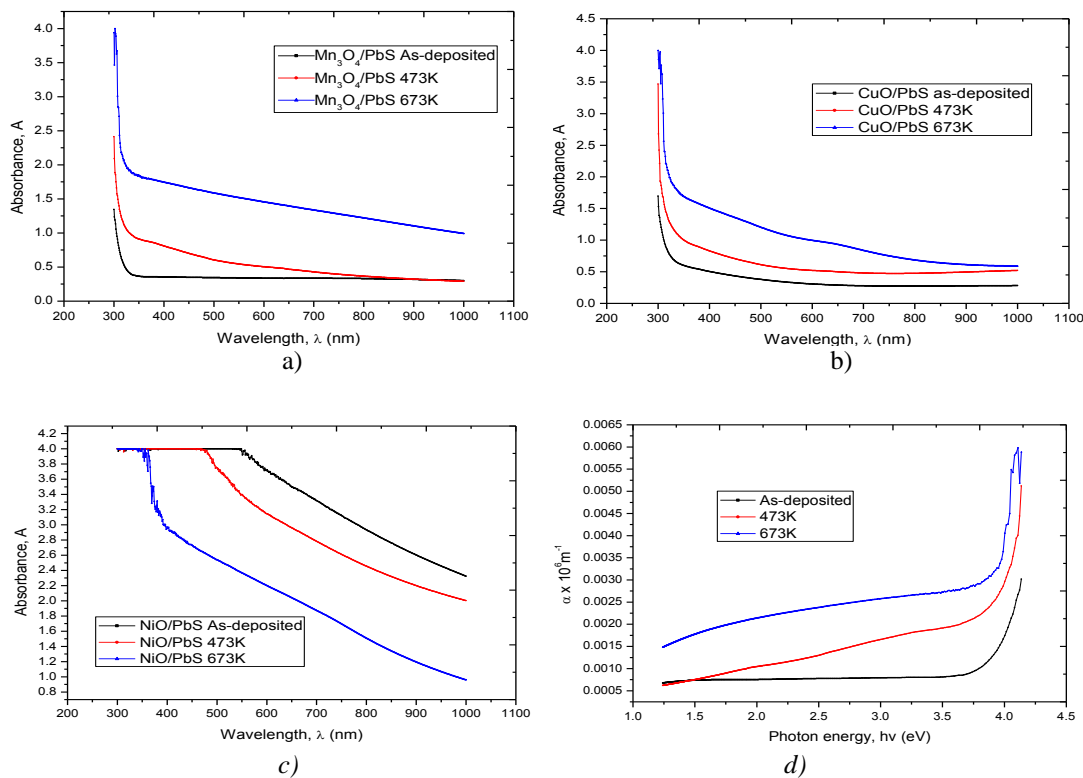 4.0
3.5
3.0
2.5
2.0
1.5
1.0
0.5
0.0
Absorbance, A
Mn₃O₄/PbS As-deposited
Mn₃O₄/PbS 473K
Mn₃O₄/PbS 673K
200 300 400 500 600 700 800 900 1000 1100
Wavelength, λ (nm)
a)
4.0
3.5
3.0
2.5
2.0
1.5
1.0
0.5
0.0
Absorbance, A
CuO/PbS as-deposited
CuO/PbS 473K
CuO/PbS 673K
200 300 400 500 600 700 800 900 1000 1100
Wavelength, λ (nm)
b)
4.2
4.0
3.8
3.6
3.4
3.2
3.0
2.8
2.6
2.4
2.2
2.0
1.8
1.6
1.4
1.2
1.0
0.8
Absorbance, A
NiO/PbS As-deposited
NiO/PbS 473K
NiO/PbS 673K
200 300 400 500 600 700 800 900 1000 1100
Wavelength, λ (nm)
c)
0.0065
0.0060
0.0055
0.0050
0.0045
0.0040
0.0035
0.0030
0.0025
0.0020
0.0015
0.0010
0.0005
α x 10⁶m⁻¹
As-deposited
473K
673K
1.0 1.5 2.0 2.5 3.0 3.5 4.0 4.5
Photon energy, hν (eV)
d)